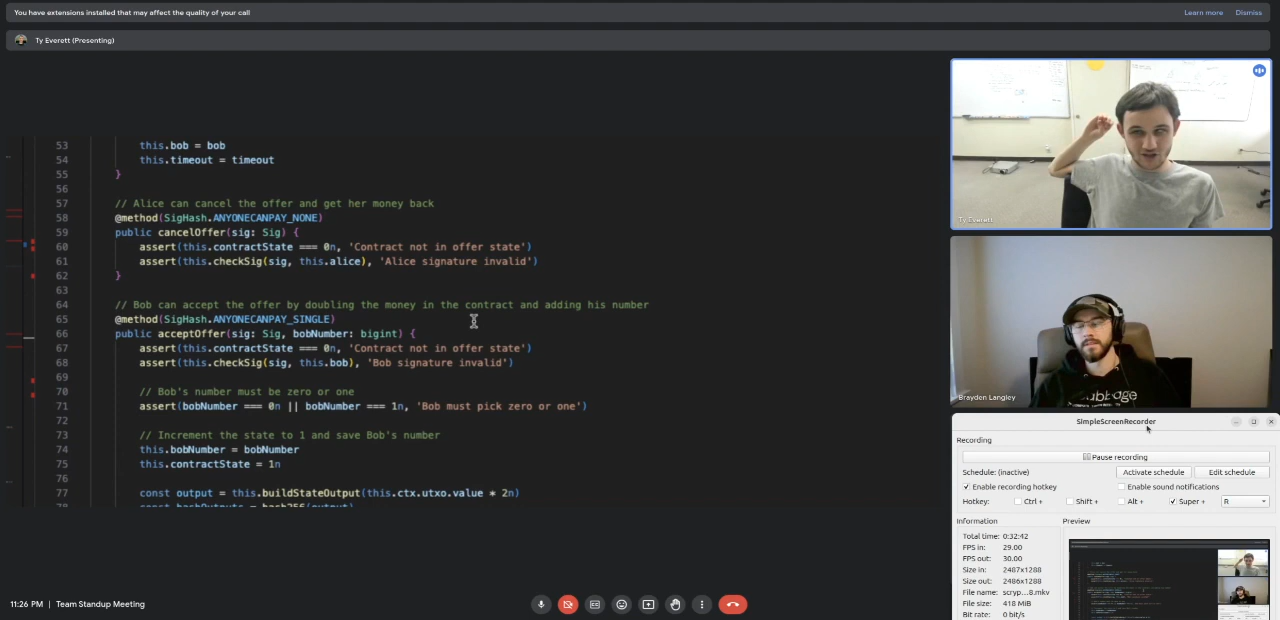 You have extensions installed that may affect the quality of your call
Learn more
Dismiss
Ty Everett (Presenting)
53 this.bob = bob
54 this.timeout = timeout
55 }
56
57 // Alice can cancel the offer and get her money back
58 @method(SigHash.ANYONECANPAY_NONE)
59 public cancelOffer(sig: Sig) {
60 assert(this.contractState === 0n, 'Contract not in offer state')
61 assert(this.checkSig(sig, this.alice), 'Alice signature invalid')
62 }
63
64 // Bob can accept the offer by doubling the money in the contract and adding his number
65 @method(SigHash.ANYONECANPAY_SINGLE)
66 public acceptOffer(sig: Sig, bobNumber: bigint) {
67 assert(this.contractState === 0n, 'Contract not in offer state')
68 assert(this.checkSig(sig, this.bob), 'Bob signature invalid')
69
70 // Bob's number must be zero or one
71 assert(bobNumber === 0n || bobNumber === 1n, 'Bob must pick zero or one')
72
73 // Increment the state to 1 and save Bob's number
74 this.bobNumber = bobNumber
75 this.contractState = 1n
76
77 const output = this.buildStateOutput(this.ctx.utxo.value * 2n)
Ty Everett
Brayden Langley
SimpleScreenRecorder
Recording
Pause recording
Schedule: (inactive)
Activate schedule
Edit schedule
Enable recording hotkey
Enable sound notifications
Hotkey: Ctrl + Shift + Alt + Super + R
Information
Preview
Total time: 0:32:42
FPS in: 29.00
FPS out: 30.00
Size in: 2487x1288
Size out: 2486x1288
File name: scryp...8.mkv
File size: 418 MiB
Bit rate: 0 bit/s
11:26 PM | Team Standup Meeting